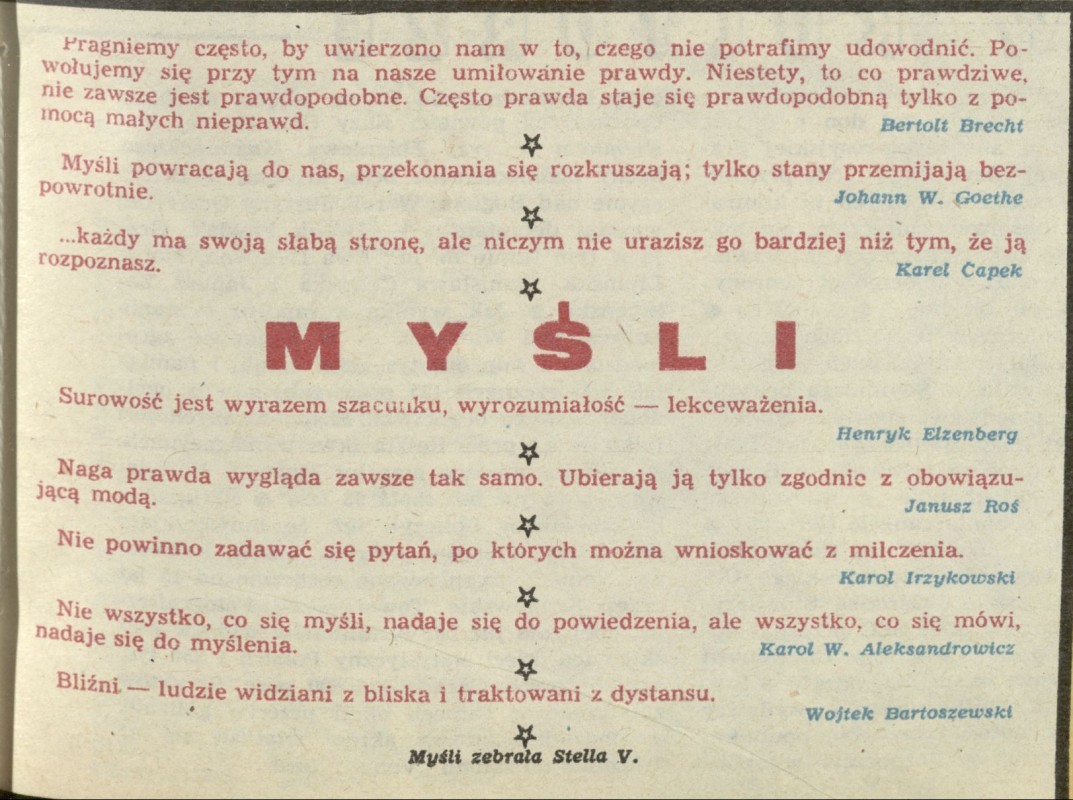 Pragniemy często, by uwierzono nam w to, czego nie potrafimy udowodnić. Po-
wołujemy się przy tym na nasze umiłowanie prawdy. Niestety, to co prawdziwe,
nie zawsze jest prawdopodobne. Często prawda staje się prawdopodobną tylko z po-
mocą małych nieprawd.
Bertolt Brecht
Myśli powracają do nas, przekonania się rozkruszają; tylko stany przemijają bez-
powrotnie.
Johann W. Goethe
...każdy ma swoją słabą stronę, ale niczym nie urazisz go bardziej niż tym, że ją
rozpoznasz.
Karel Čapek
MYŚLI
Surowość jest wyrazem szacunku, wyrozumiałość — lekceważenia.
Henryk Elzenberg
Naga prawda wygląda zawsze tak samo. Ubierają ją tylko zgodnie z obowiązu-
jącą modą.
Janusz Roś
Nie powinno zadawać się pytań, po których można wnioskować z milczenia.
Karol Irzykowski
Nie wszystko, co się myśli, nadaje się do powiedzenia, ale wszystko, co się mówi,
nadaje się do myślenia.
Karol W. Aleksandrowicz
Bliźni — ludzie widziani z bliska i traktowani z dystansu.
Wojtek Bartoszewski
Myśli zebrała Stella V.